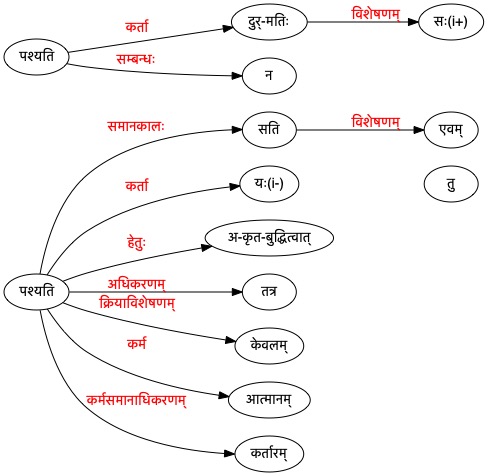 कर्ता
दुर्-मतिः
विशेषणम्
सः(i+)
पश्यति
सम्बन्धः
न
समानकालः
सति
विशेषणम्
एवम्
कर्ता
यः(i-)
तु
हेतुः
अ-कृत-बुद्धित्वात्
पश्यति
अधिकरणम्
तत्र
क्रियाविशेषणम्
केवलम्
कर्म
आत्मानम्
कर्मसमानाधिकरणम्
कर्तारम्